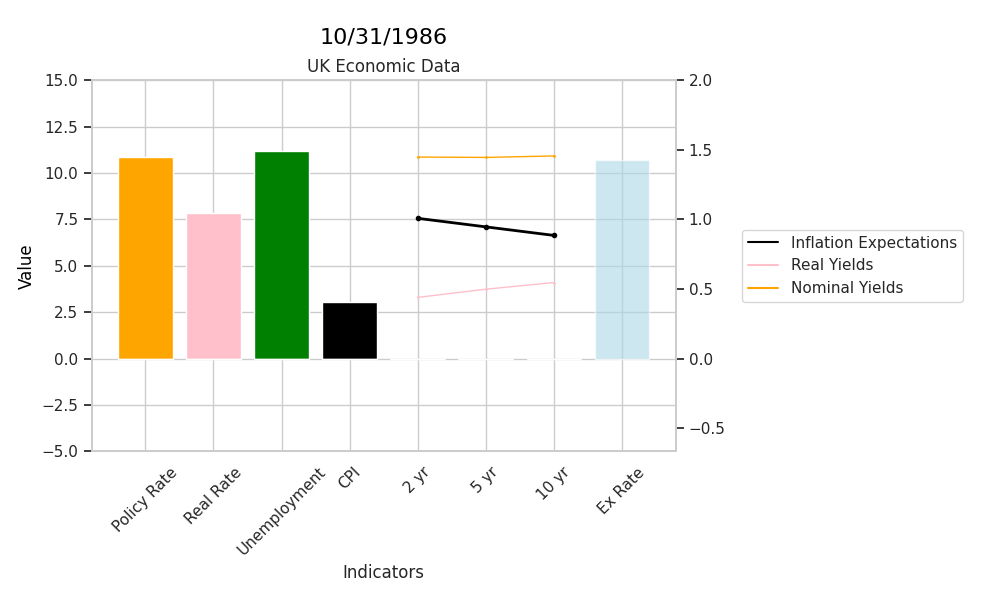 10/31/1986
UK Economic Data
15.0
12.5
10.0
7.5
5.0
2.5
0.0
−2.5
−5.0
Value
2.0
1.5
1.0
0.5
0.0
−0.5
Inflation Expectations
Real Yields
Nominal Yields
Policy Rate
Real Rate
Unemployment
CPI
2 yr
5 yr
10 yr
Ex Rate
Indicators